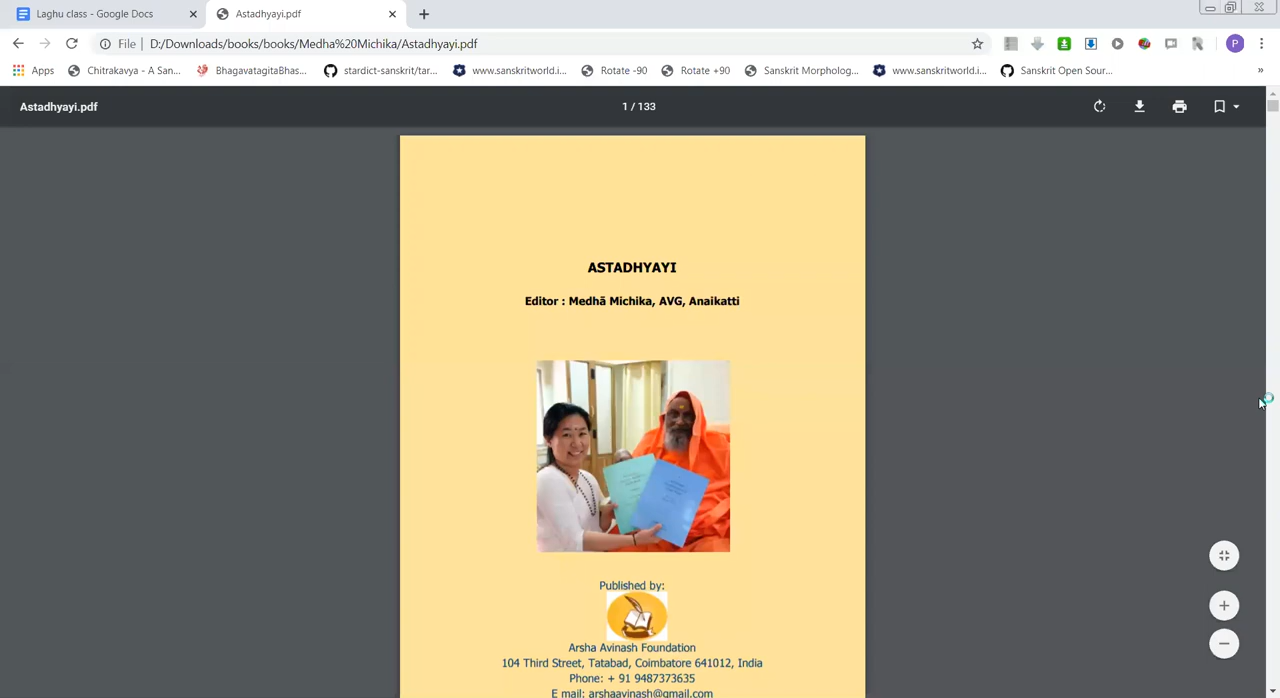 Laghu class - Google Docs
Astadhyayi.pdf
File | D:/Downloads/books/books/Medha%20Michika/Astadhyayi.pdf
P
Apps
Chitrakavya - A San...
BhagavatagitaBhas...
stardict-sanskrit/tar...
www.sanskritworld.i...
Rotate -90
Rotate +90
Sanskrit Morpholog...
www.sanskritworld.i...
Sanskrit Open Sour...
»
Astadhyayi.pdf
1 / 133
ASTADHYAYI
Editor : Medhā Michika, AVG, Anaikatti
Published by:
Arsha Avinash Foundation
104 Third Street, Tatabad, Coimbatore 641012, India
Phone: + 91 9487373635
E mail: arshaavinash@gmail.com